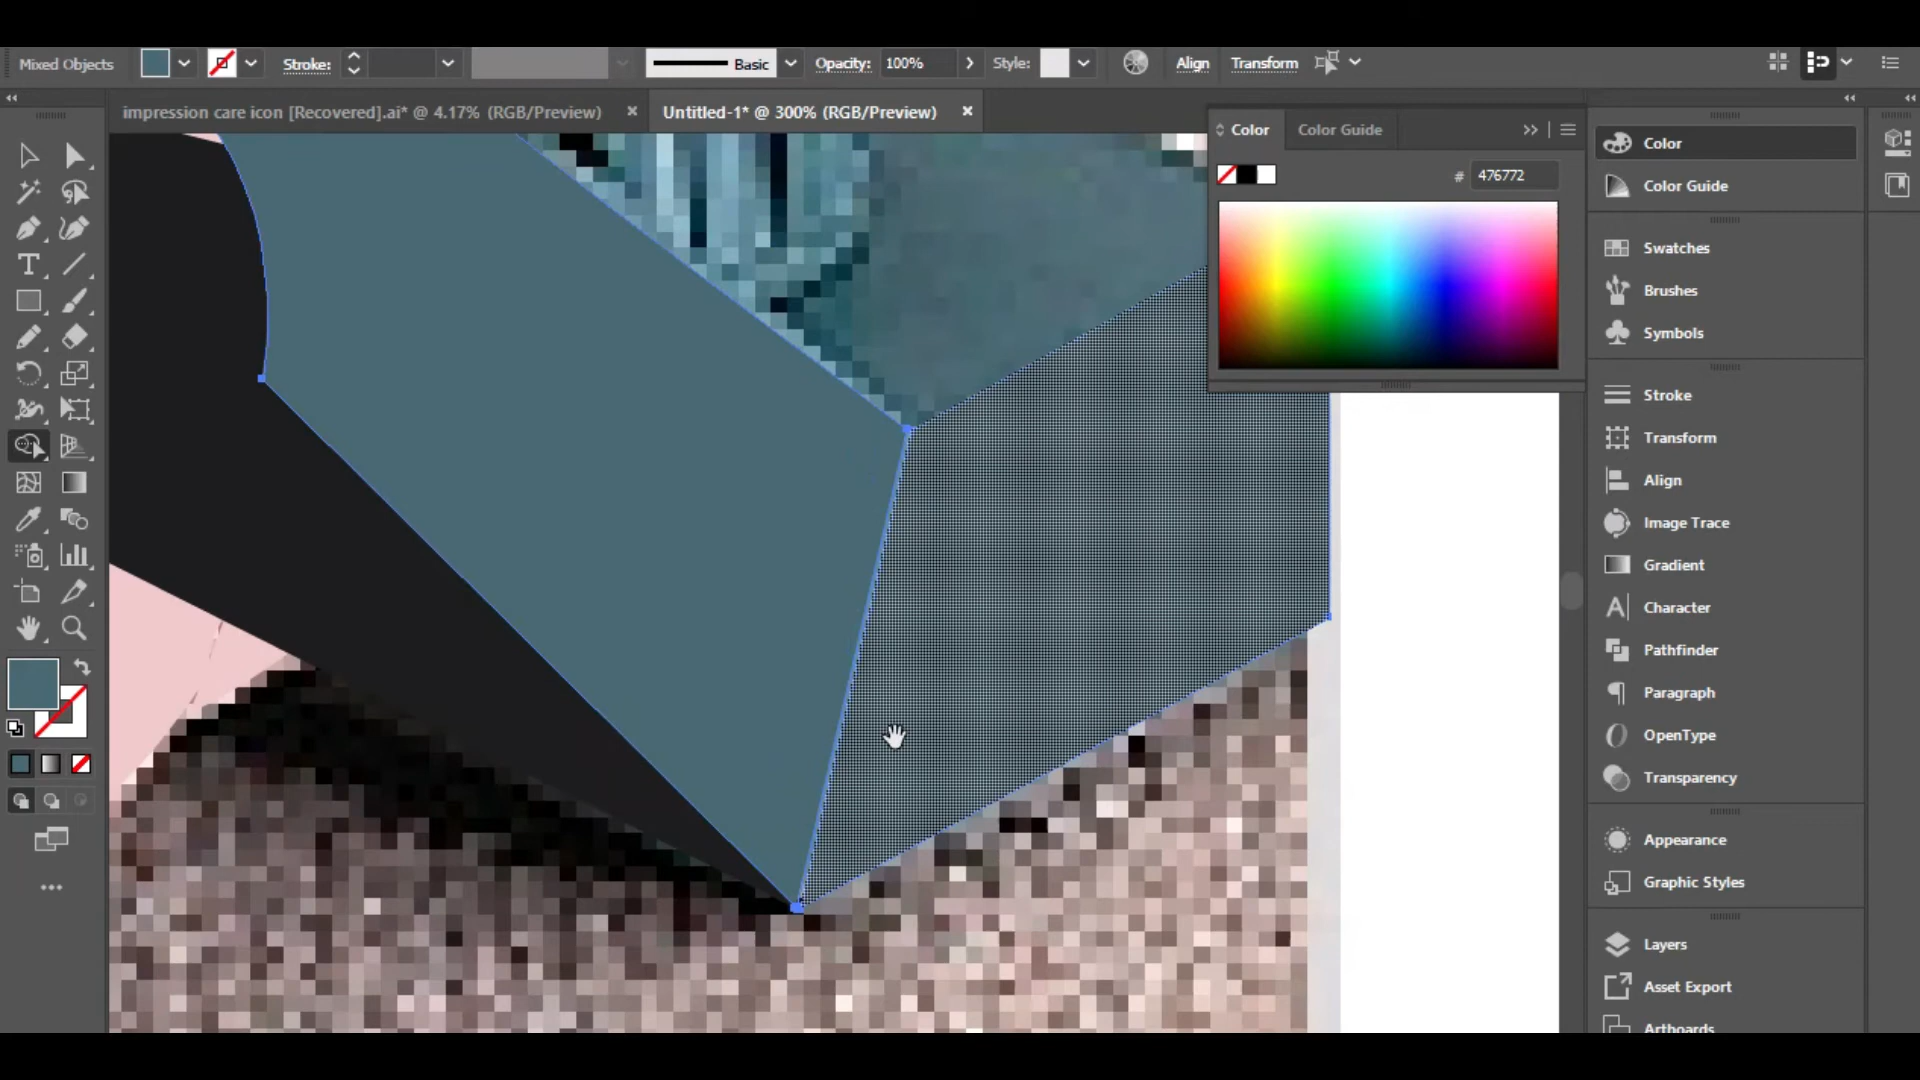 Mixed Objects Stroke: Basic Opacity: 100% Style: Align Transform
impression care icon [Recovered].ai* @ 4.17% (RGB/Preview) × Untitled-1* @ 300% (RGB/Preview) ×
Color Color Guide
# 476772
Color
Color Guide
Swatches
Brushes
Symbols
Stroke
Transform
Align
Image Trace
Gradient
Character
Pathfinder
Paragraph
OpenType
Transparency
Appearance
Graphic Styles
Layers
Asset Export
Artboards